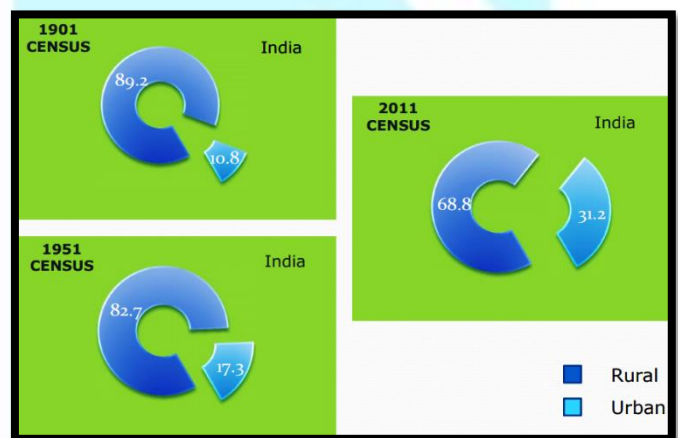 1901
CENSUS
India
89.2
10.8
1951
CENSUS
India
82.7
17.3
2011
CENSUS
India
68.8
31.2
Rural
Urban